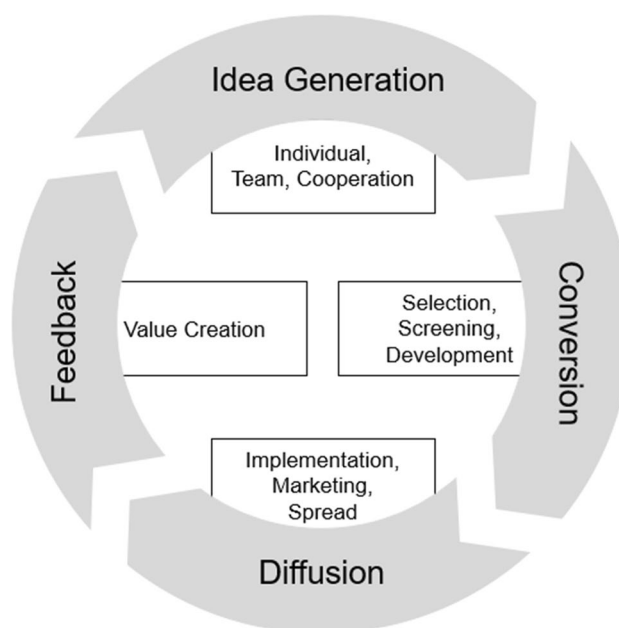 Idea Generation
Individual,
Team, Cooperation
Conversion
Selection,
Screening,
Development
Implementation,
Marketing,
Spread
Diffusion
Feedback
Value Creation